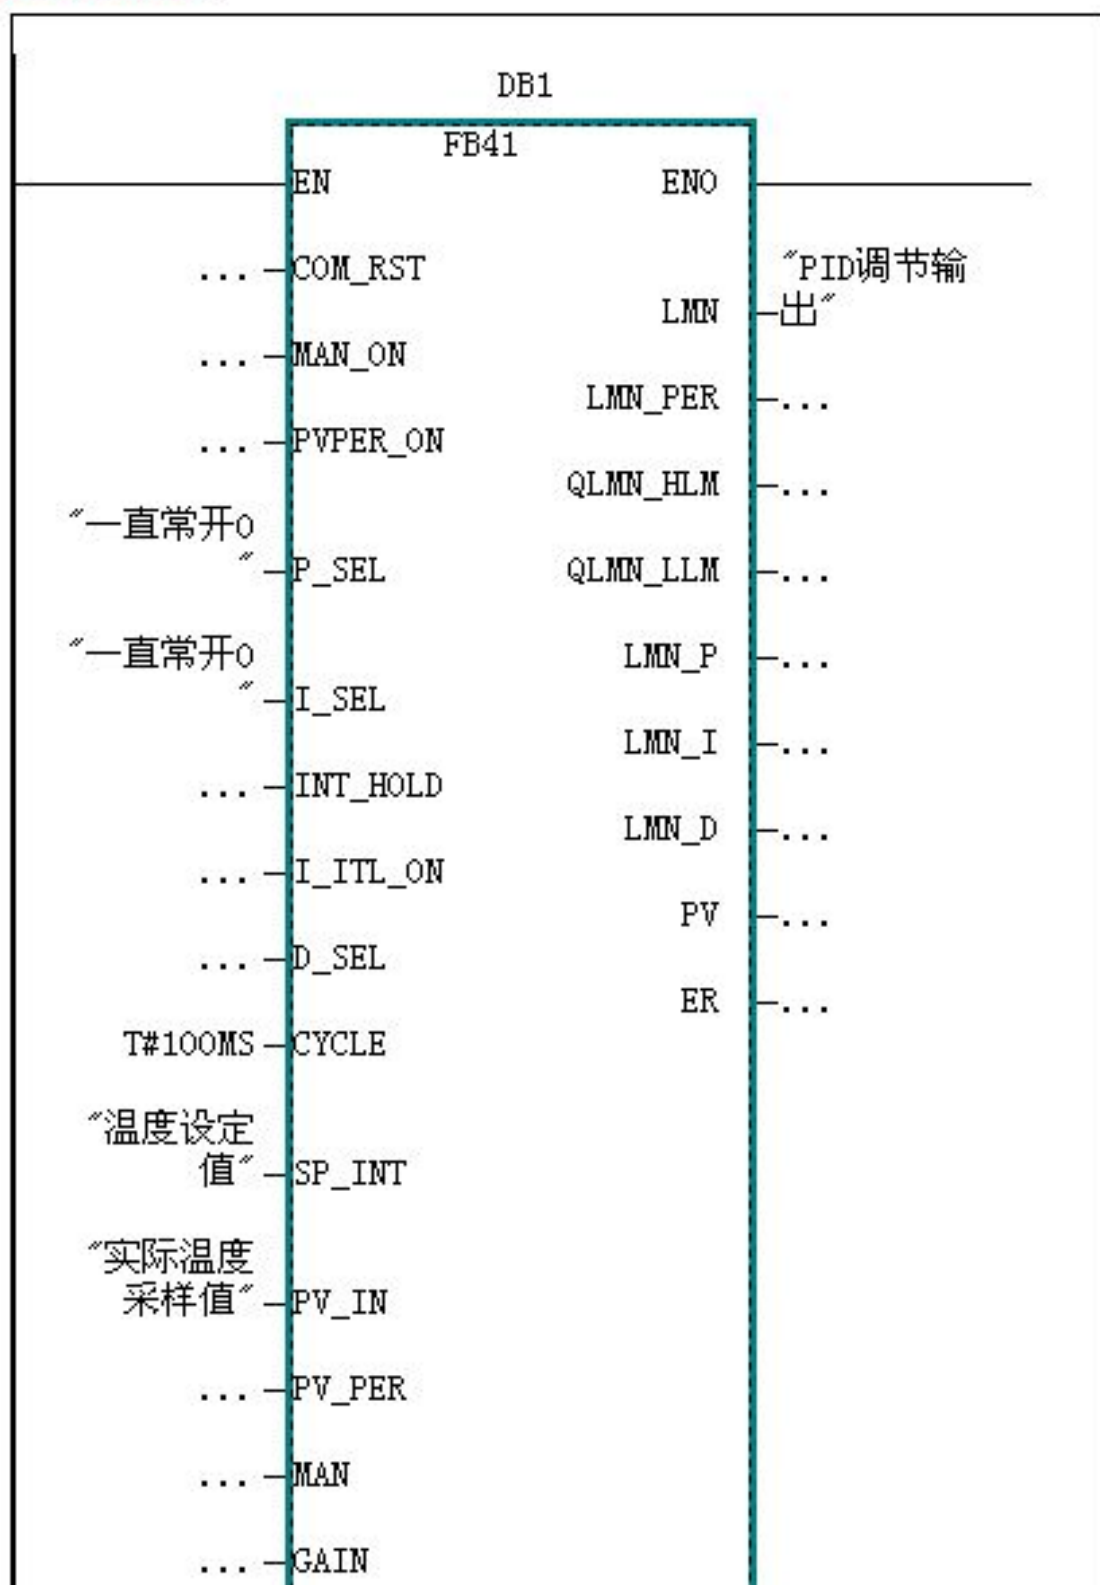 DB1
FB41
EN
ENO
... COM_RST
"PID调节输
出"
LMN
... MAN_ON
LMN_PER ...
... PVPER_ON
QLMN_HLM ...
"一直常开0
"
P_SEL
QLMN_LLM ...
"一直常开0
"
I_SEL
LMN_P ...
LMN_I ...
... INT_HOLD
LMN_D ...
... I_ITL_ON
PV ...
... D_SEL
ER ...
T#100MS CYCLE
"温度设定
值" SP_INT
"实际温度
采样值" PV_IN
... PV_PER
... MAN
... GAIN